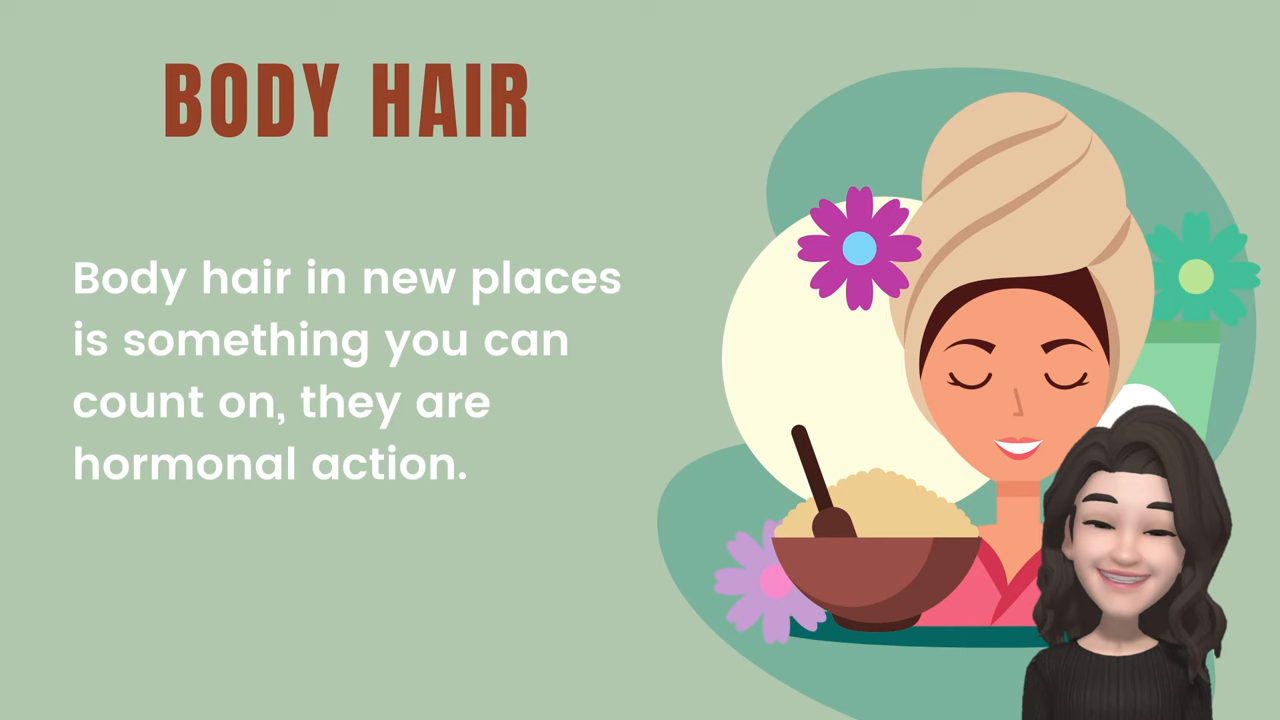 BODY HAIR
Body hair in new places
is something you can
count on, they are
hormonal action.